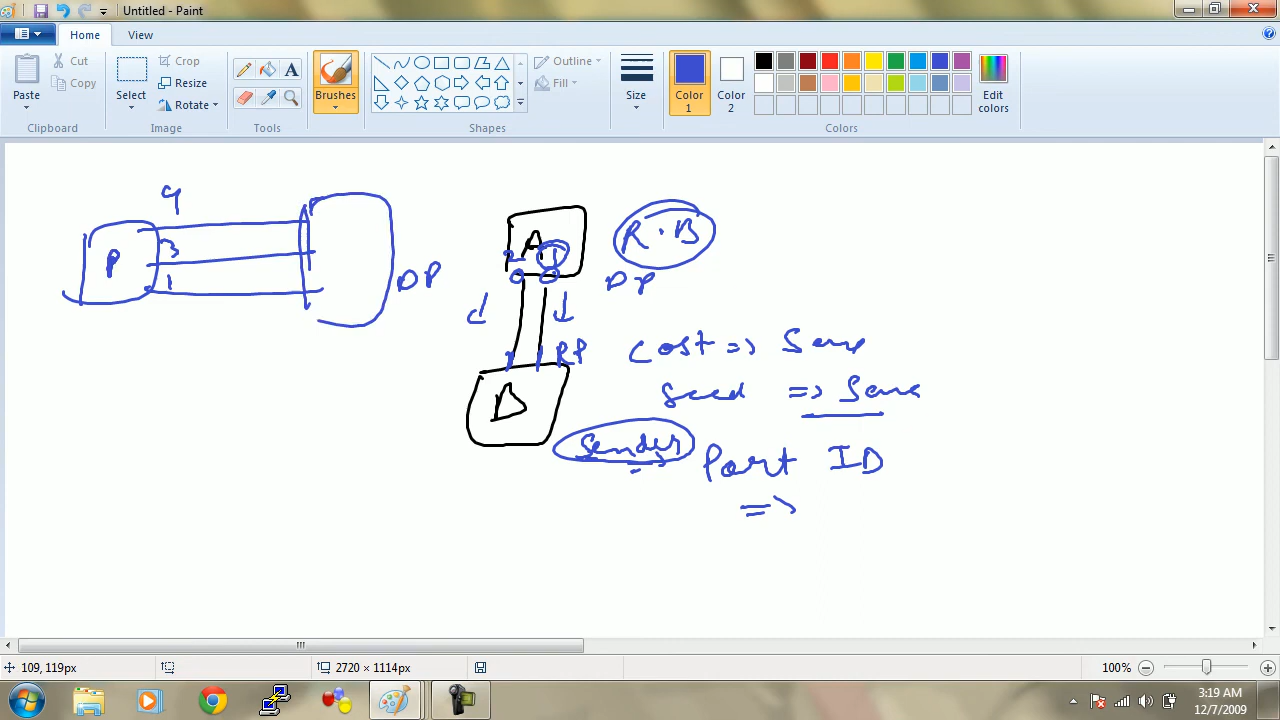 Untitled - Paint
Home
View
Paste
Cut
Copy
Clipboard
Select
Crop
Resize
Rotate
Image
Tools
Brushes
Shapes
Outline
Fill
Size
Color 1
Color 2
Edit colors
Colors
P
3
1
DP
A
2
1
R.B
DP
RP
D
Cost => Same
=> Same
Sender
Port ID
=>
109, 119px
2720 × 1114px
100%
3:19 AM
12/7/2009